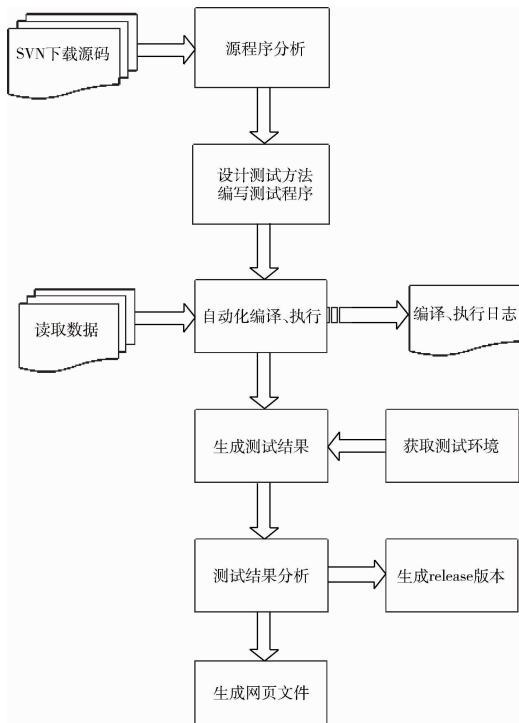 SVN下载源码
源程序分析
设计测试方法
编写测试程序
读取数据
自动化编译、执行
编译、执行日志
生成测试结果
获取测试环境
测试结果分析
生成release版本
生成网页文件